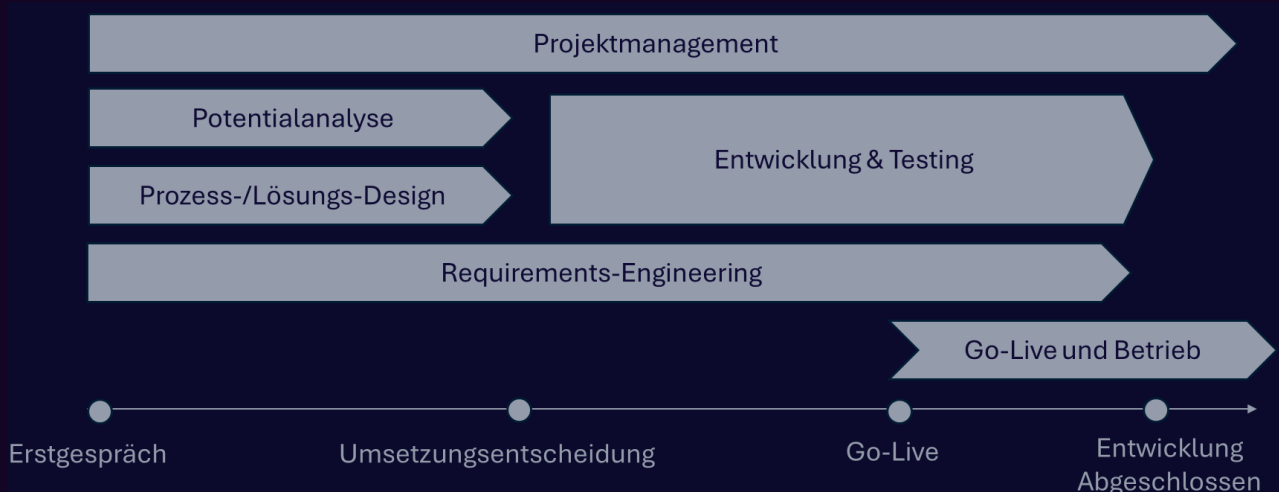 Projektmanagement
Potentialanalyse
Entwicklung & Testing
Prozess-/Lösungs-Design
Requirements-Engineering
Go-Live und Betrieb
Erstgespräch
Umsetzungsentscheidung
Go-Live
Entwicklung
Abgeschlossen